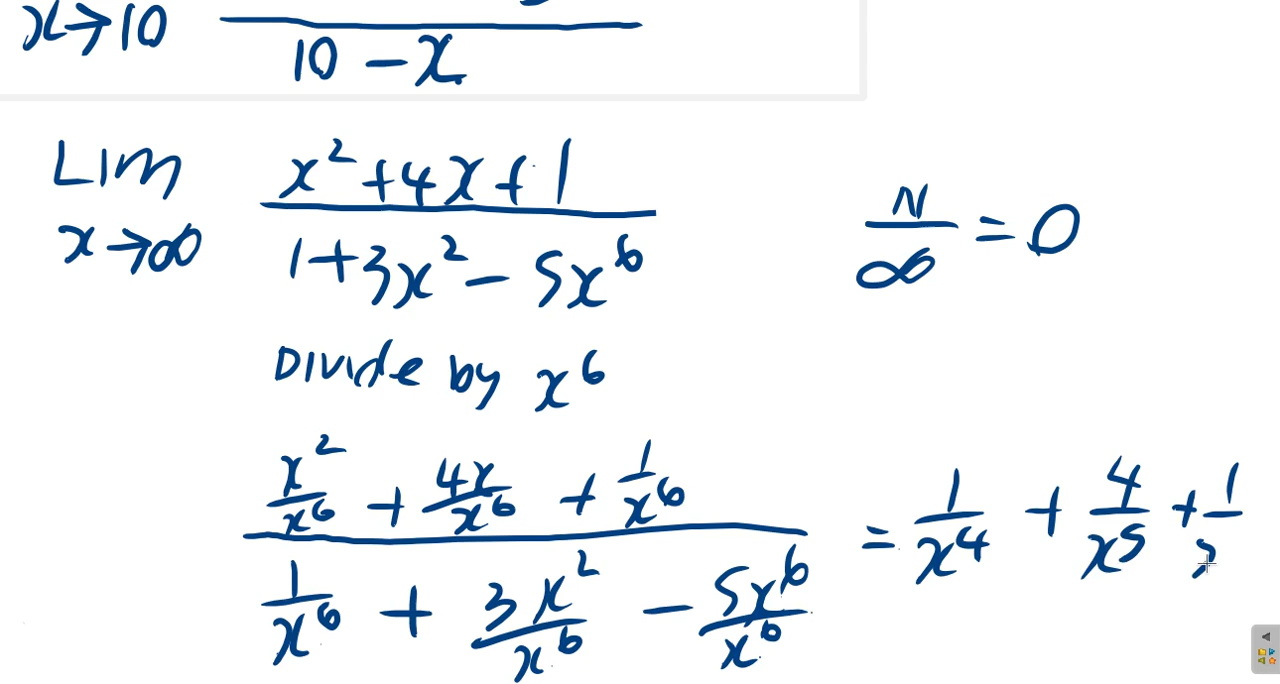 x→10 10 - x
Lim x→∞ (x² + 4x + 1) / (1 + 3x² - 5x⁶)
N/∞ = 0
Divide by x⁶
(x²/x⁶ + 4x/x⁶ + 1/x⁶) / (1/x⁶ + 3x²/x⁶ - 5x⁶/x⁶) = 1/x⁴ + 4/x⁵ + 1/